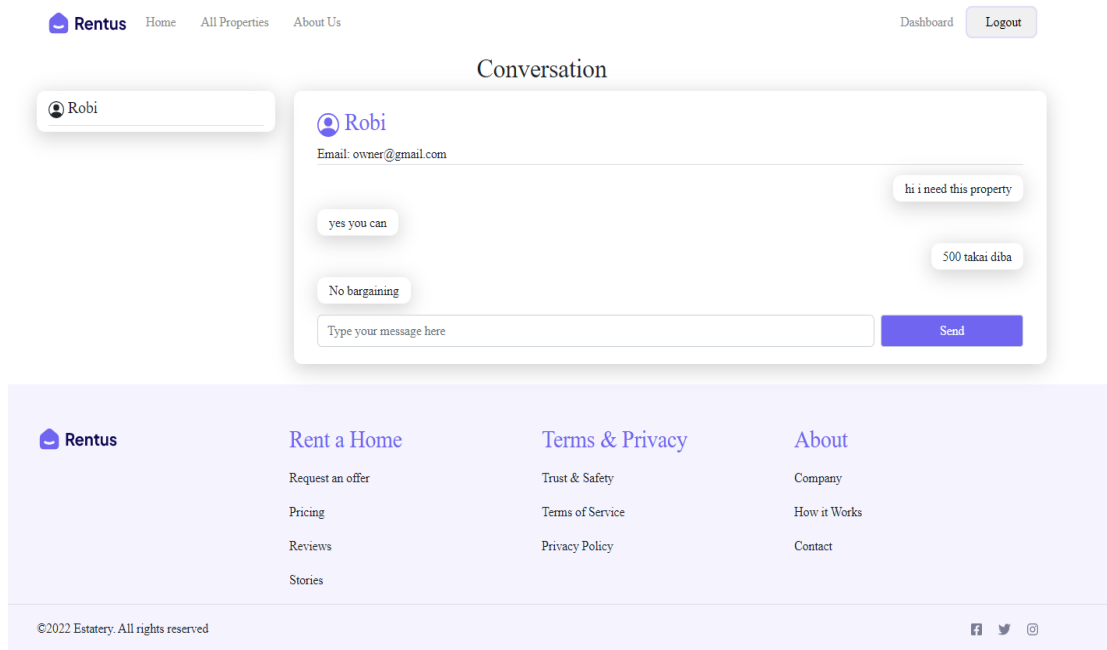 Rentus Home All Properties About Us Dashboard Logout
Conversation
Robi
Robi
Email: owner@gmail.com
hi i need this property
yes you can
500 takai diba
No bargaining
Type your message here Send
Rentus Rent a Home Terms & Privacy About
Request an offer Trust & Safety Company
Pricing Terms of Service How it Works
Reviews Privacy Policy Contact
Stories
©2022 Estatery. All rights reserved